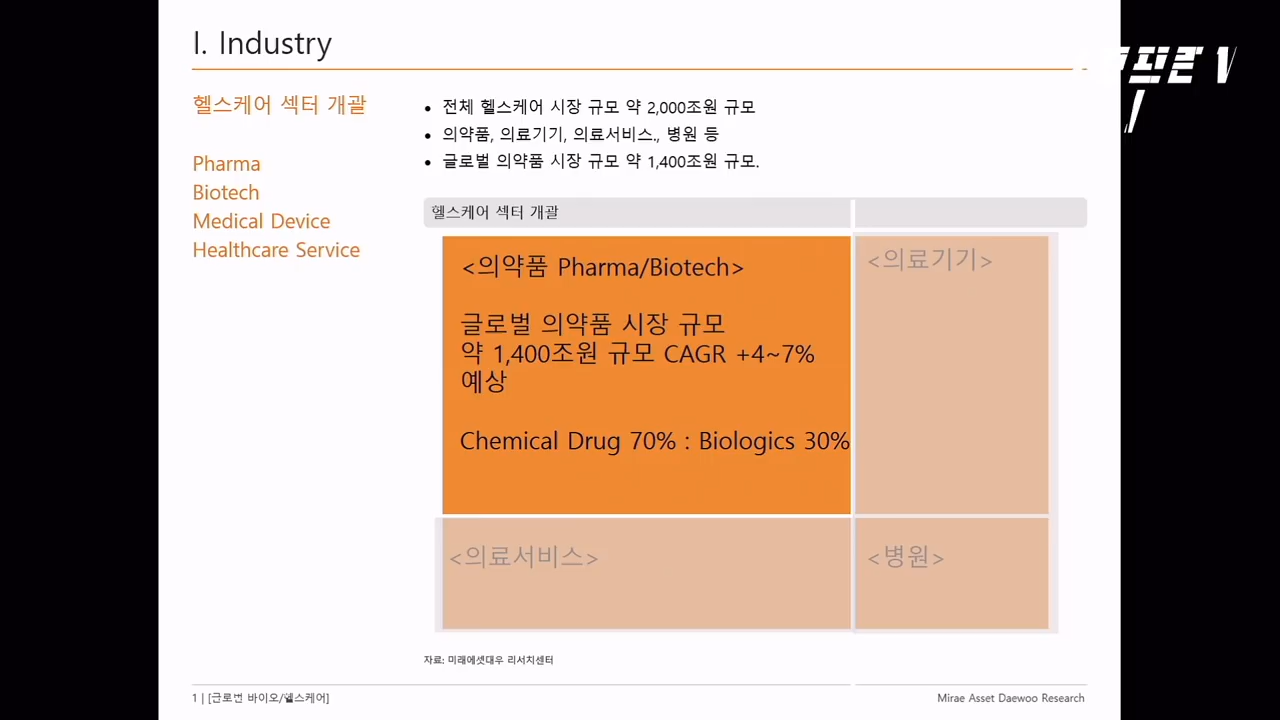 I. Industry
헬스케어 섹터 개괄
Pharma
Biotech
Medical Device
Healthcare Service
• 전체 헬스케어 시장 규모 약 2,000조원 규모
• 의약품, 의료기기, 의료서비스., 병원 등
• 글로벌 의약품 시장 규모 약 1,400조원 규모.
헬스케어 섹터 개괄
<의약품 Pharma/Biotech>
글로벌 의약품 시장 규모
약 1,400조원 규모 CAGR +4~7%
예상
Chemical Drug 70% : Biologics 30%
<의료기기>
<의료서비스>
<병원>
자료: 미래에셋대우 리서치센터
1 | [글로벌 바이오/헬스케어]
Mirae Asset Daewoo Research